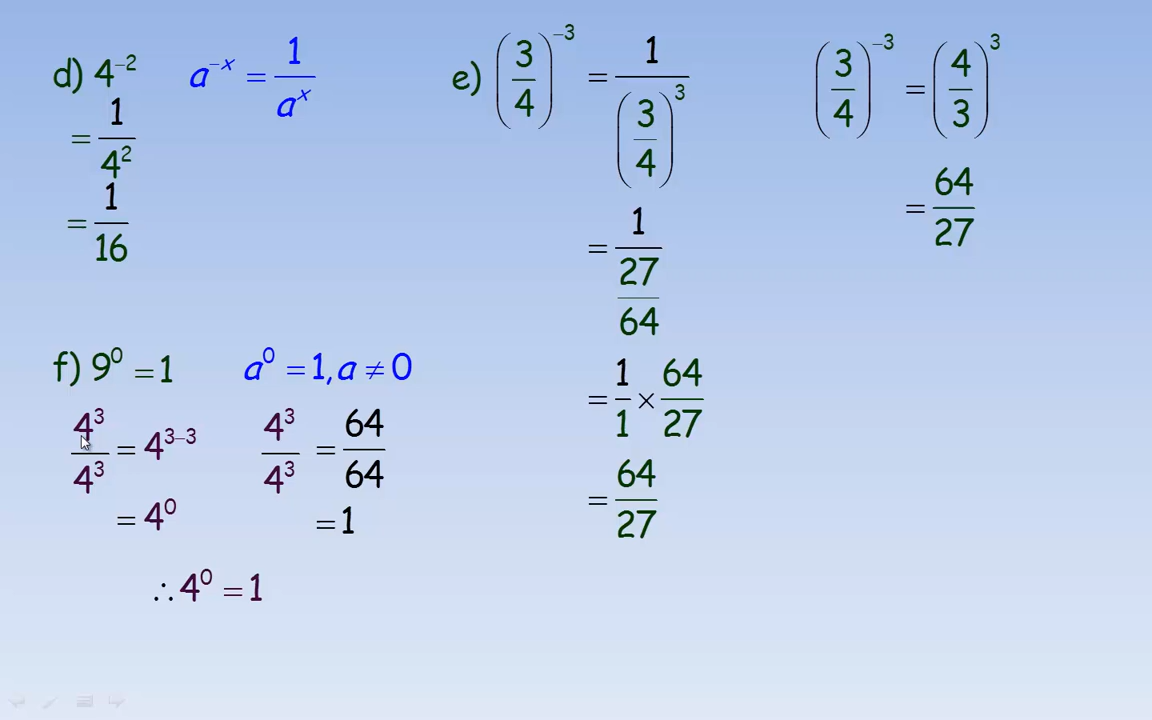 d) 4⁻² a⁻ˣ = 1/aˣ
= 1/4²
= 1/16
e) (3/4)⁻³ = 1/(3/4)³
= 1/(27/64)
= 1/1 × 64/27
= 64/27
(3/4)⁻³ = (4/3)³
= 64/27
f) 9⁰ = 1 a⁰ = 1, a ≠ 0
4³/4³ = 4³⁻³
= 4⁰
4³/4³ = 64/64
= 1
∴ 4⁰ = 1